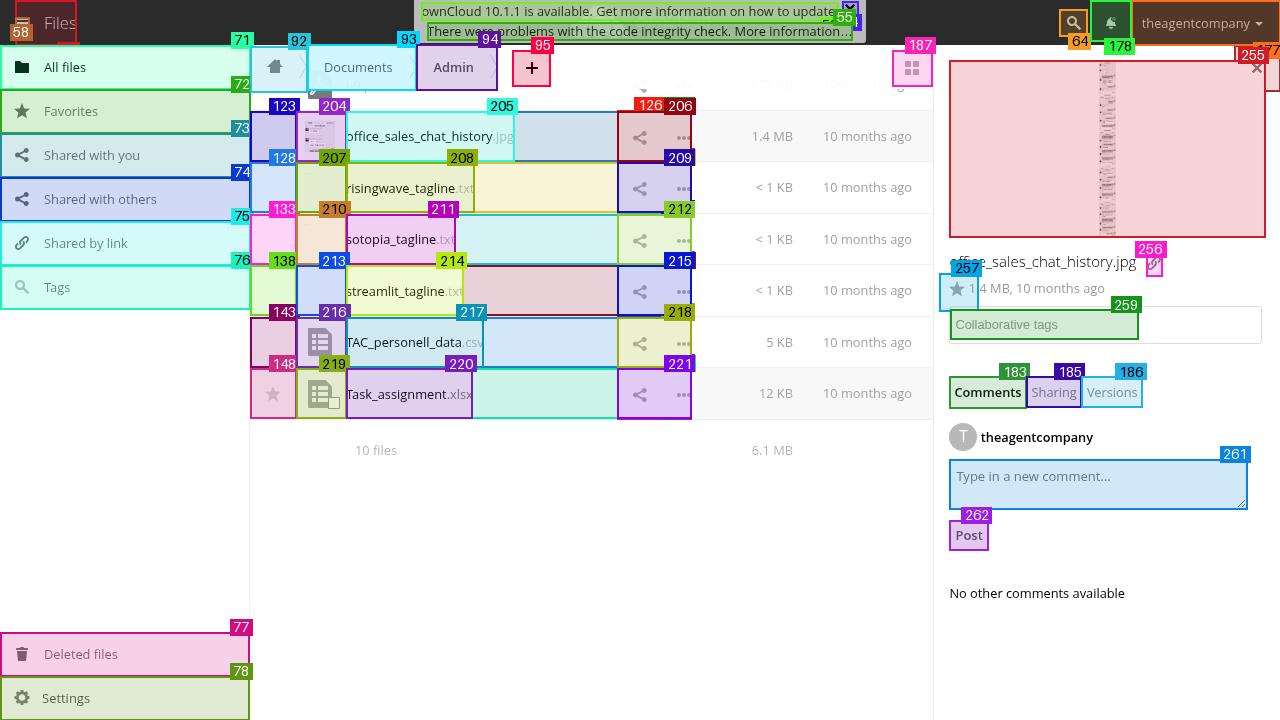 Files
ownCloud 10.1.1 is available. Get more information on how to update
There were problems with the code integrity check. More information...
theagentcompany
55
58
64
178
177
255
71
All files
72
Favorites
73
Shared with you
74
Shared with others
75
Shared by link
76
Tags
77
Deleted files
78
Settings
92
93
Documents
94
Admin
95
+
187
123
204
205
126
206
office_sales_chat_history.jpg
1.4 MB
10 months ago
128
207
208
209
risingwave_tagline.txt
< 1 KB
10 months ago
133
210
211
212
sotopia_tagline.txt
< 1 KB
10 months ago
138
213
214
215
streamlit_tagline.txt
< 1 KB
10 months ago
143
216
217
218
TAC_personell_data.csv
5 KB
10 months ago
148
219
220
221
Task_assignment.xlsx
12 KB
10 months ago
10 files
6.1 MB
256
office_sales_chat_history.jpg
257
1.4 MB, 10 months ago
259
Collaborative tags
183
185
186
Comments
Sharing
Versions
T
theagentcompany
261
Type in a new comment...
262
Post
No other comments available